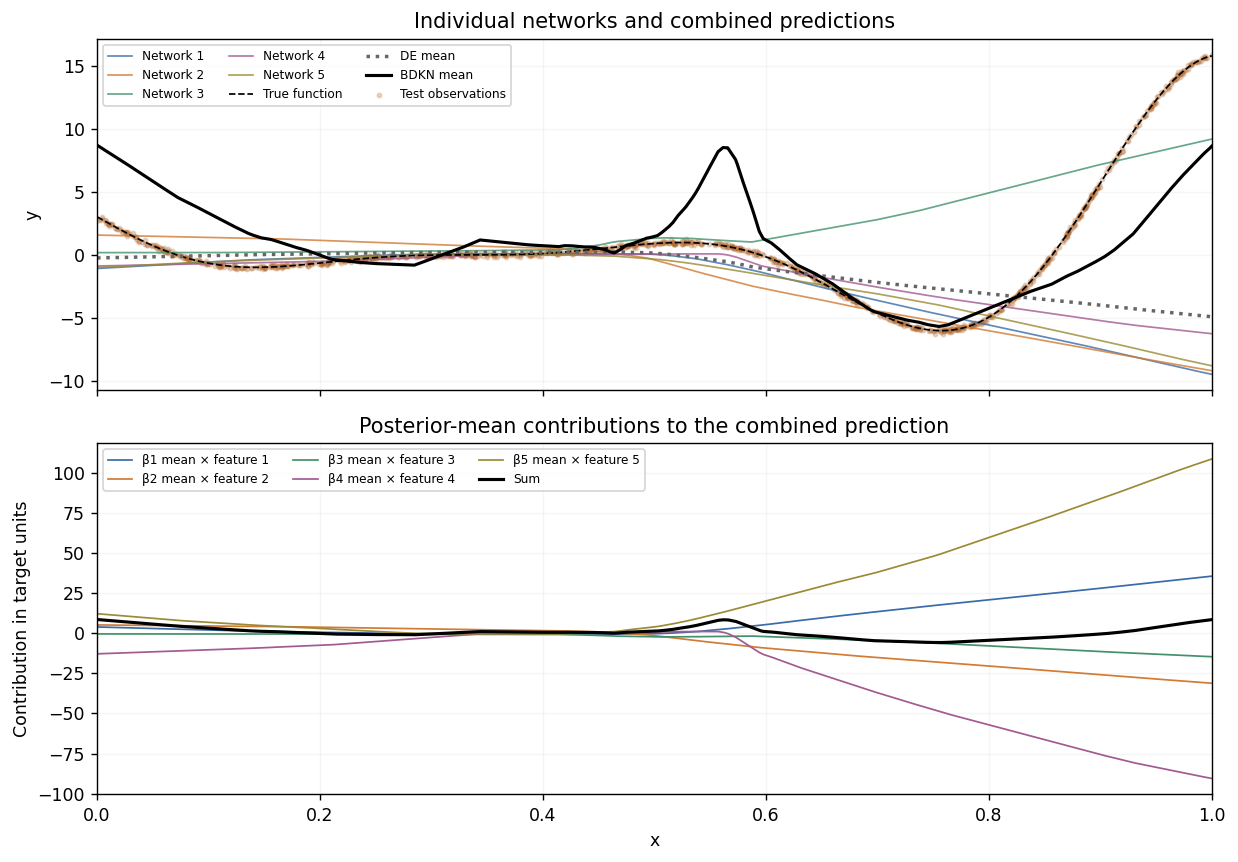 Individual networks and combined predictions
Network 1
Network 2
Network 3
Network 4
Network 5
True function
DE mean
BDKN mean
Test observations
15
10
5
0
−5
−10
y
Posterior-mean contributions to the combined prediction
β1 mean × feature 1
β2 mean × feature 2
β3 mean × feature 3
β4 mean × feature 4
β5 mean × feature 5
Sum
100
75
50
25
0
−25
−50
−75
−100
Contribution in target units
0.0 0.2 0.4 0.6 0.8 1.0
x